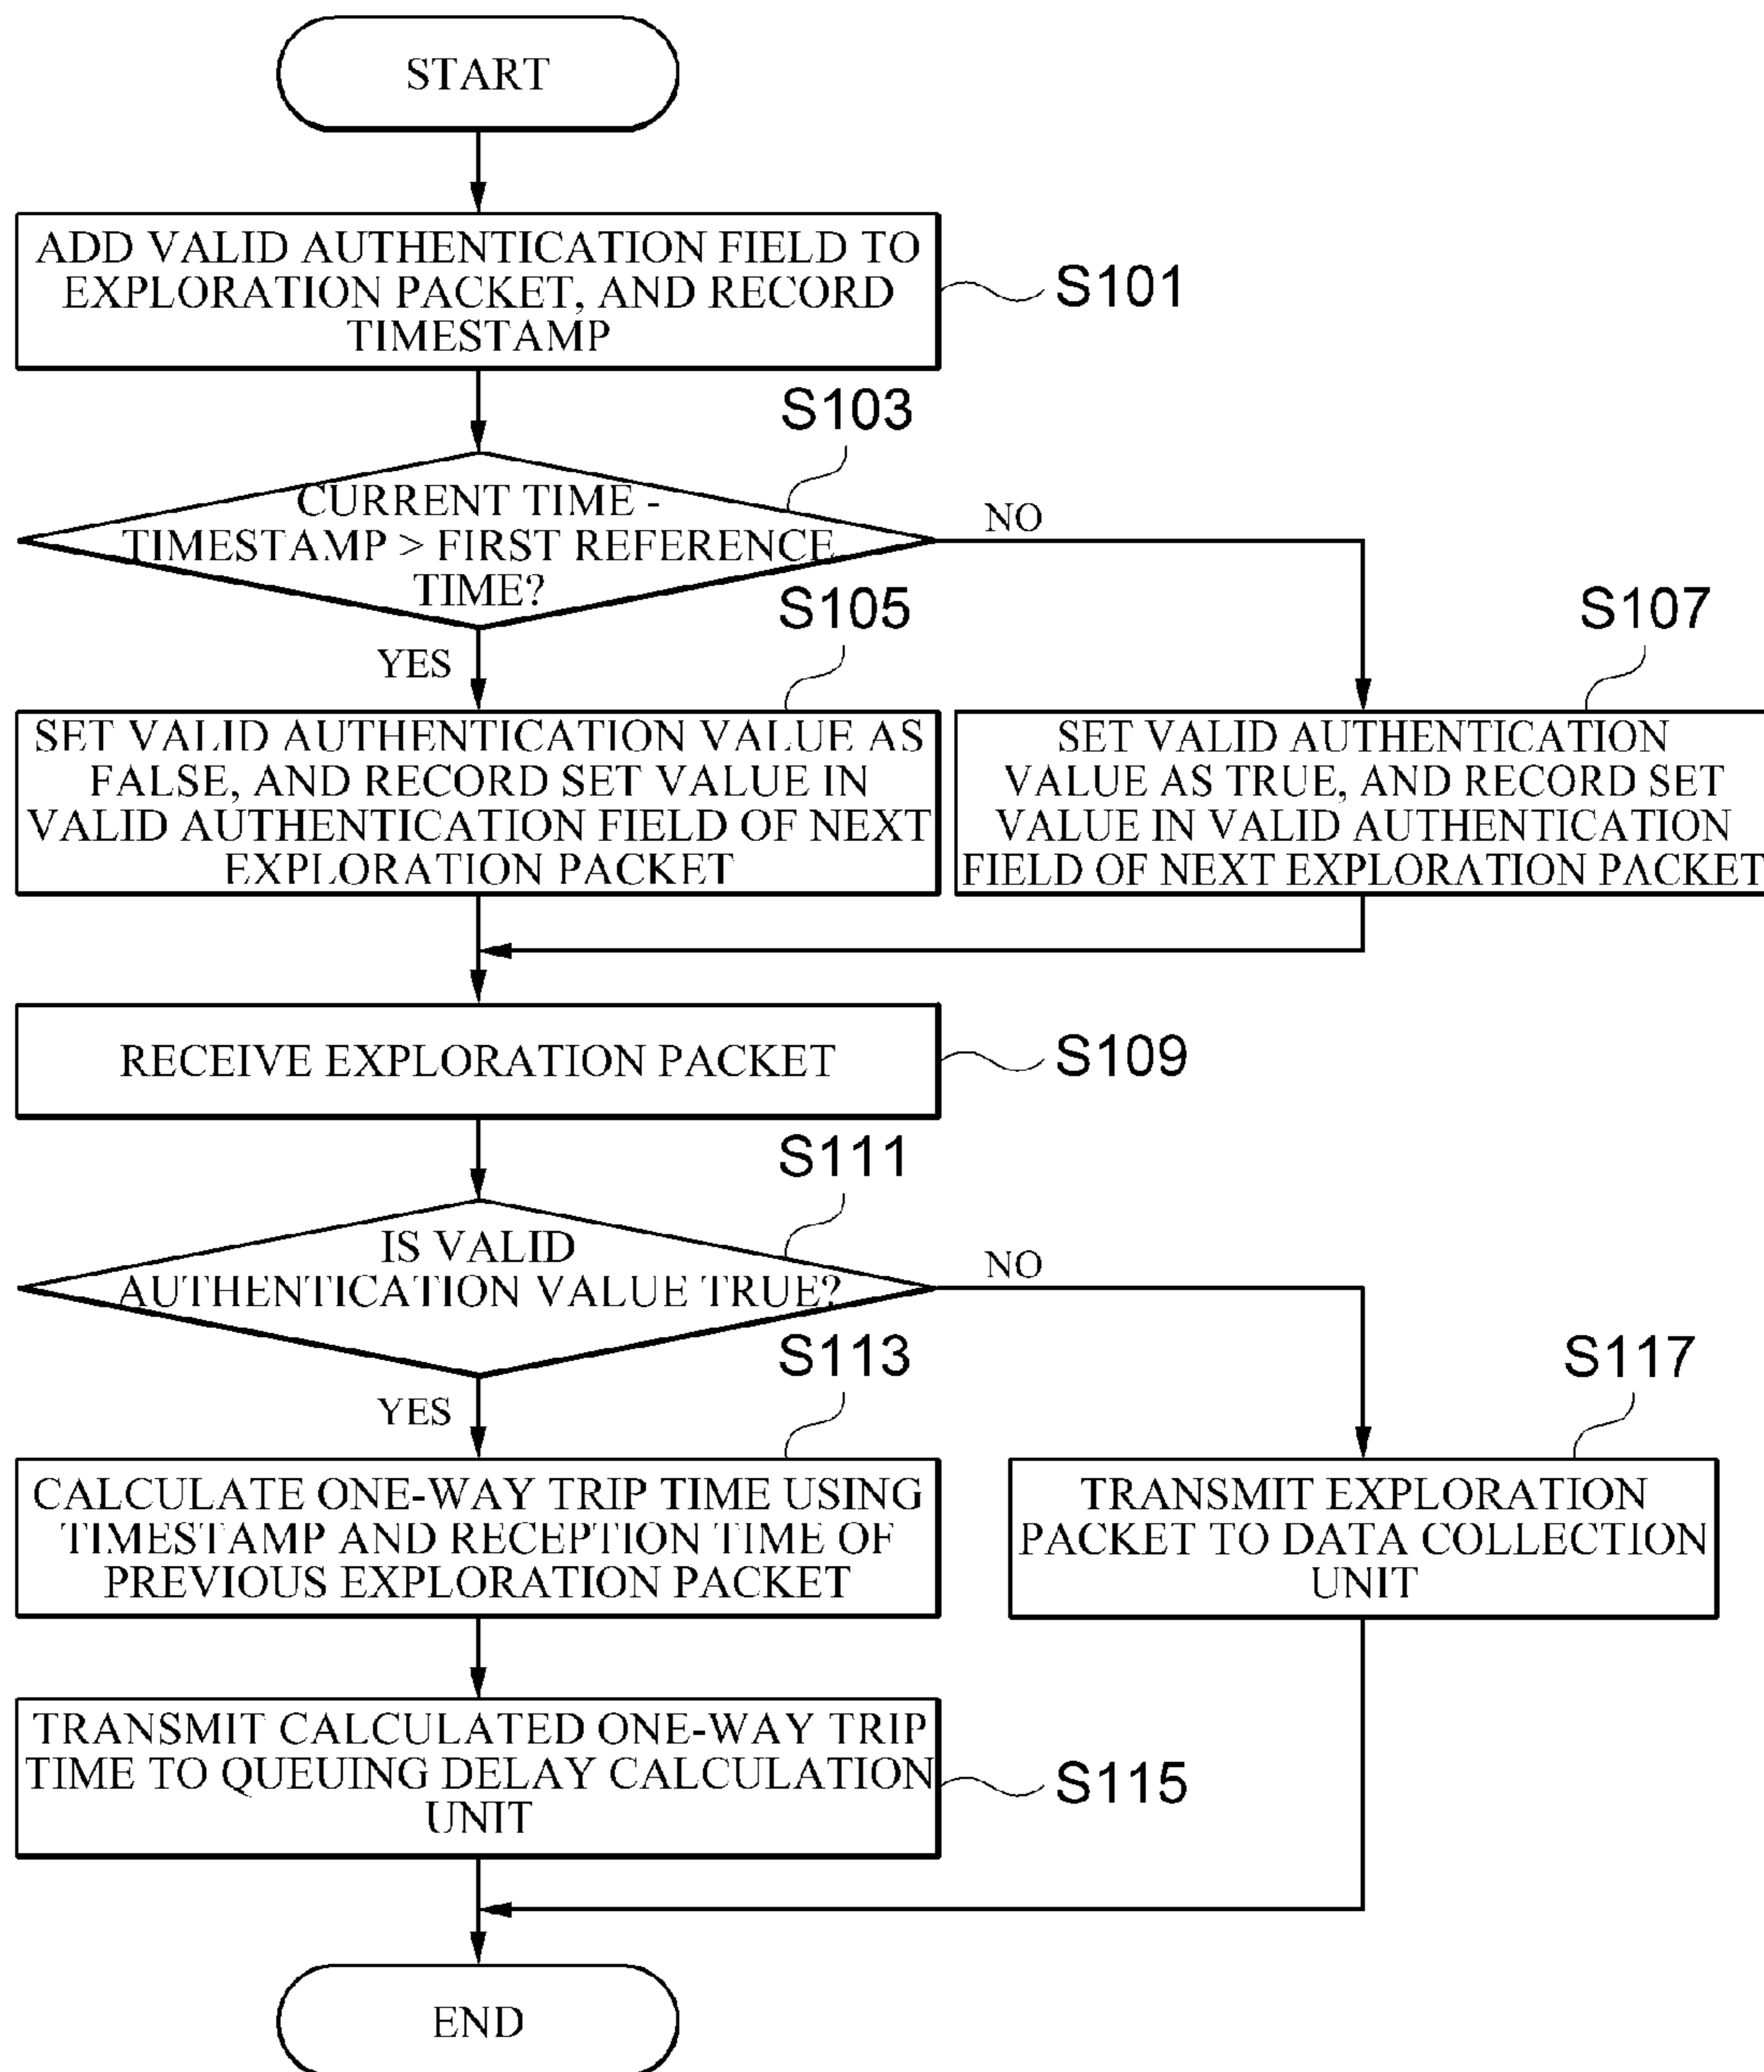 START
ADD VALID AUTHENTICATION FIELD TO
EXPLORATION PACKET, AND RECORD
TIMESTAMP
S101
S103
CURRENT TIME -
TIMESTAMP > FIRST REFERENCE
TIME?
NO
YES
S105
S107
SET VALID AUTHENTICATION VALUE AS
FALSE, AND RECORD SET VALUE IN
VALID AUTHENTICATION FIELD OF NEXT
EXPLORATION PACKET
SET VALID AUTHENTICATION
VALUE AS TRUE, AND RECORD SET
VALUE IN VALID AUTHENTICATION
FIELD OF NEXT EXPLORATION PACKET
RECEIVE EXPLORATION PACKET
S109
S111
IS VALID
AUTHENTICATION VALUE TRUE?
NO
YES
S113
S117
CALCULATE ONE-WAY TRIP TIME USING
TIMESTAMP AND RECEPTION TIME OF
PREVIOUS EXPLORATION PACKET
TRANSMIT EXPLORATION
PACKET TO DATA COLLECTION
UNIT
TRANSMIT CALCULATED ONE-WAY TRIP
TIME TO QUEUING DELAY CALCULATION
UNIT
S115
END